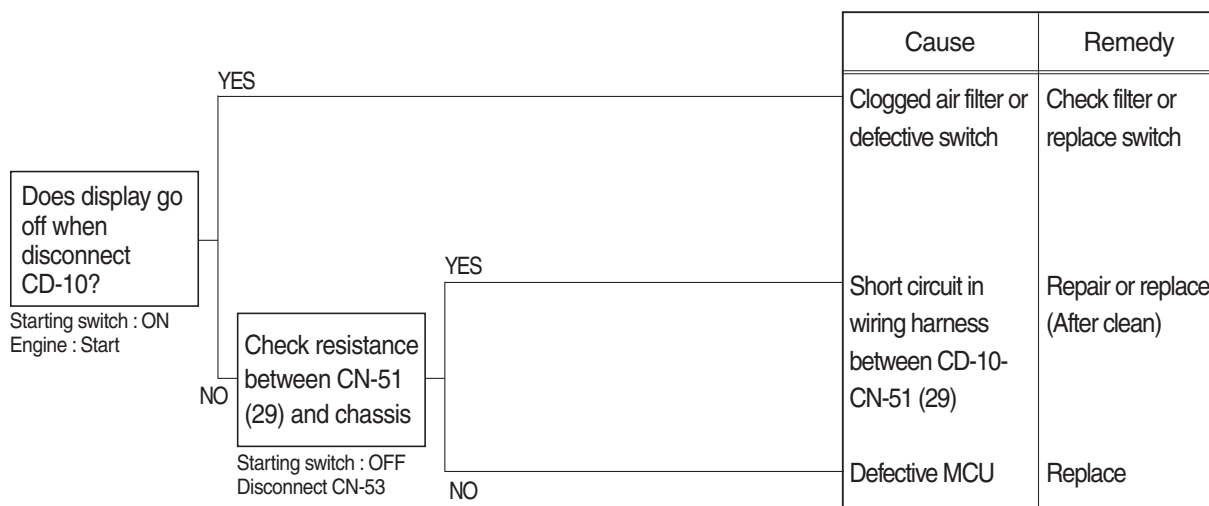 Cause
Remedy
YES
Clogged air filter or
defective switch
Check filter or
replace switch
Does display go
off when
disconnect
CD-10?
Starting switch : ON
Engine : Start
YES
Short circuit in
wiring harness
between CD-10-
CN-51 (29)
Repair or replace
(After clean)
NO
Check resistance
between CN-51
(29) and chassis
Starting switch : OFF
Disconnect CN-53
NO
Defective MCU
Replace